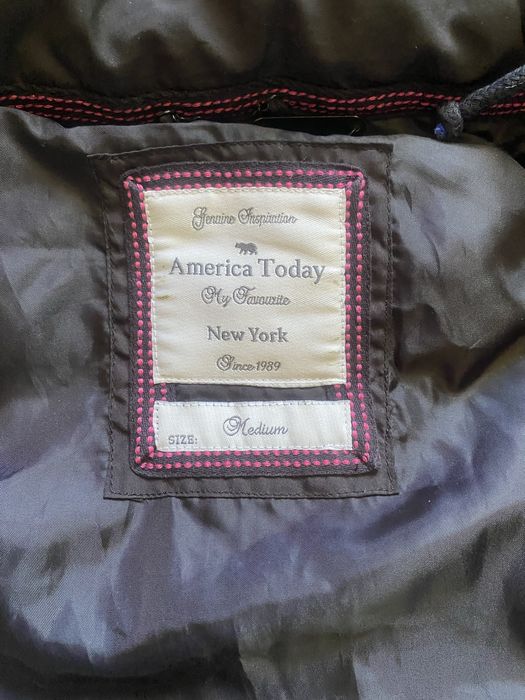 Genuine Inspiration
America Today
My Favourite
New York
Since 1989
SIZE: Medium